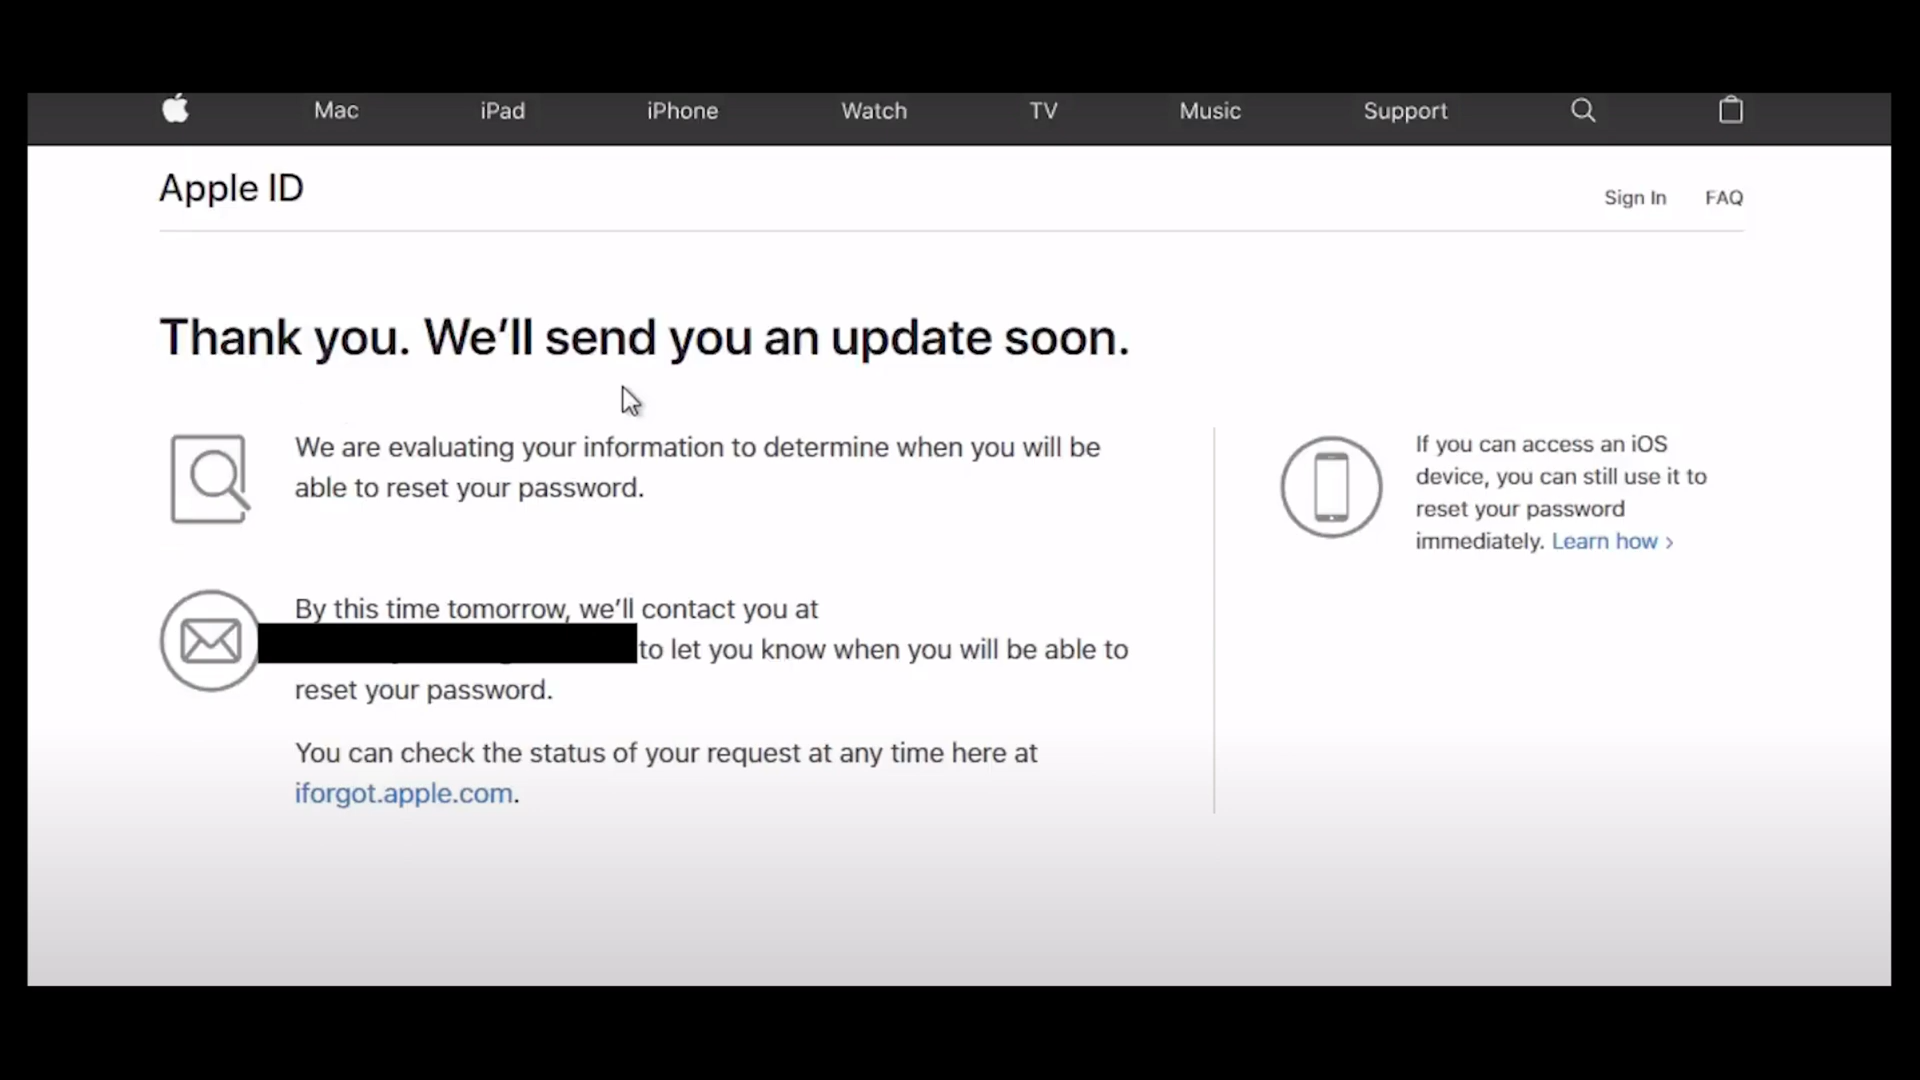 Mac iPad iPhone Watch TV Music Support
Apple ID
Sign In FAQ
Thank you. We'll send you an update soon.
We are evaluating your information to determine when you will be
able to reset your password.
By this time tomorrow, we'll contact you at
to let you know when you will be able to
reset your password.
You can check the status of your request at any time here at
iforgot.apple.com.
If you can access an iOS
device, you can still use it to
reset your password
immediately. Learn how ›